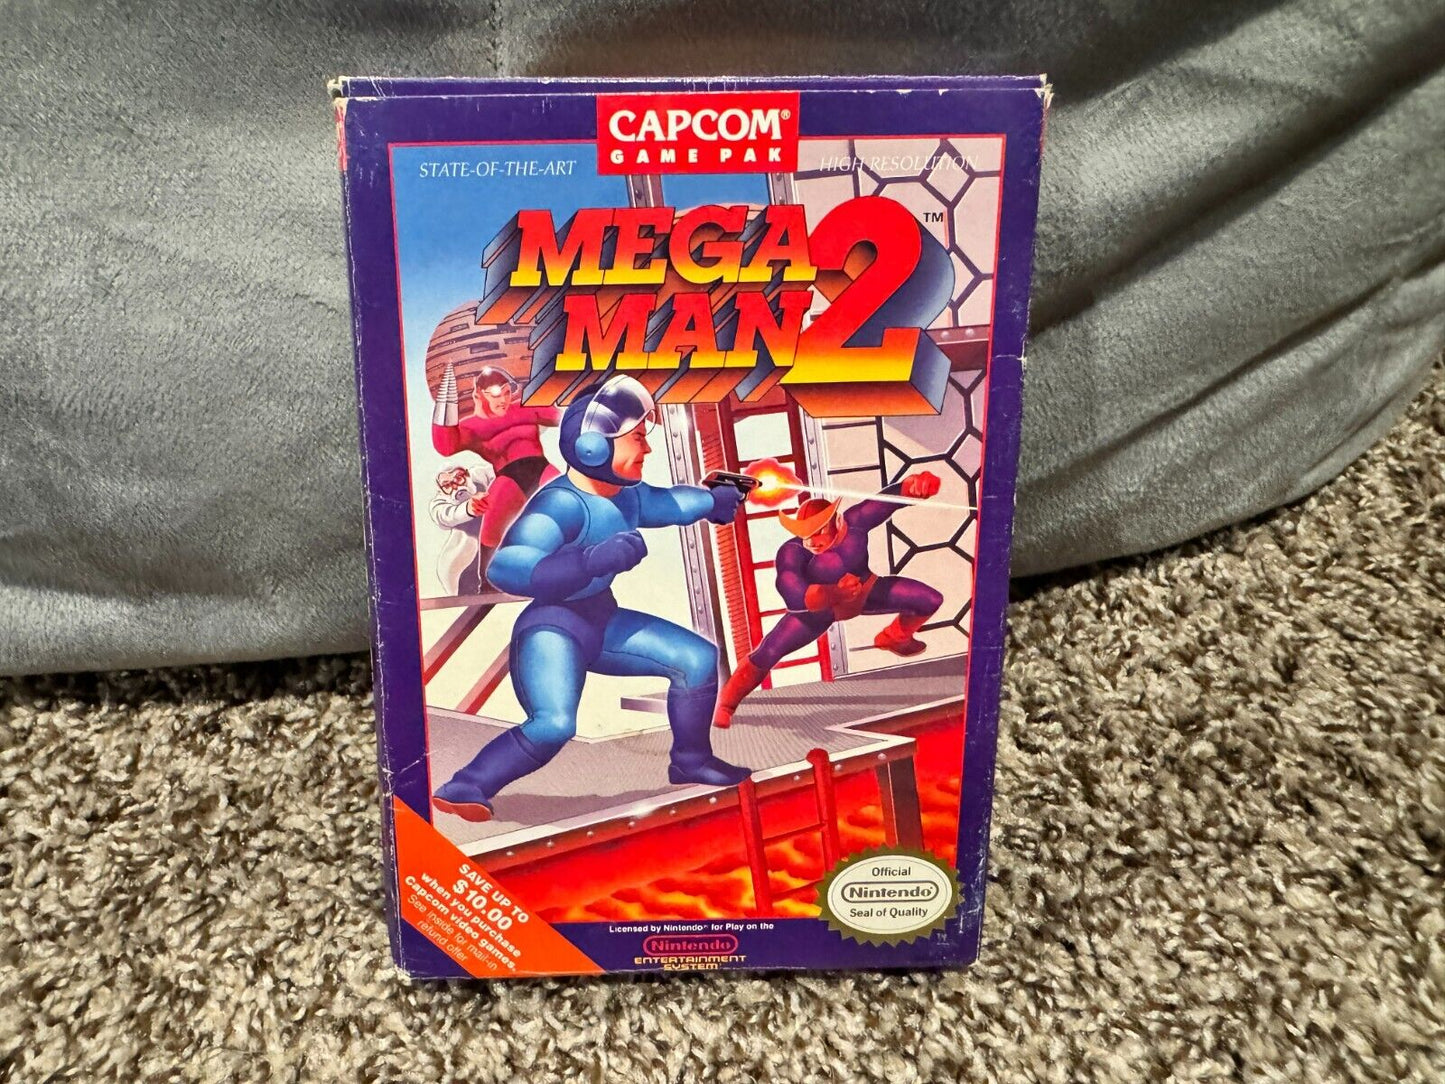 CAPCOM®
GAME PAK
STATE-OF-THE-ART
HIGH RESOLUTION
MEGA
MAN 2™
SAVE UP TO
$10.00
when you purchase
Capcom video games.
See inside for mail-in
refund offer
Official
Nintendo®
Seal of Quality
TM
Licensed by Nintendo® for Play on the
Nintendo
ENTERTAINMENT
SYSTEM®